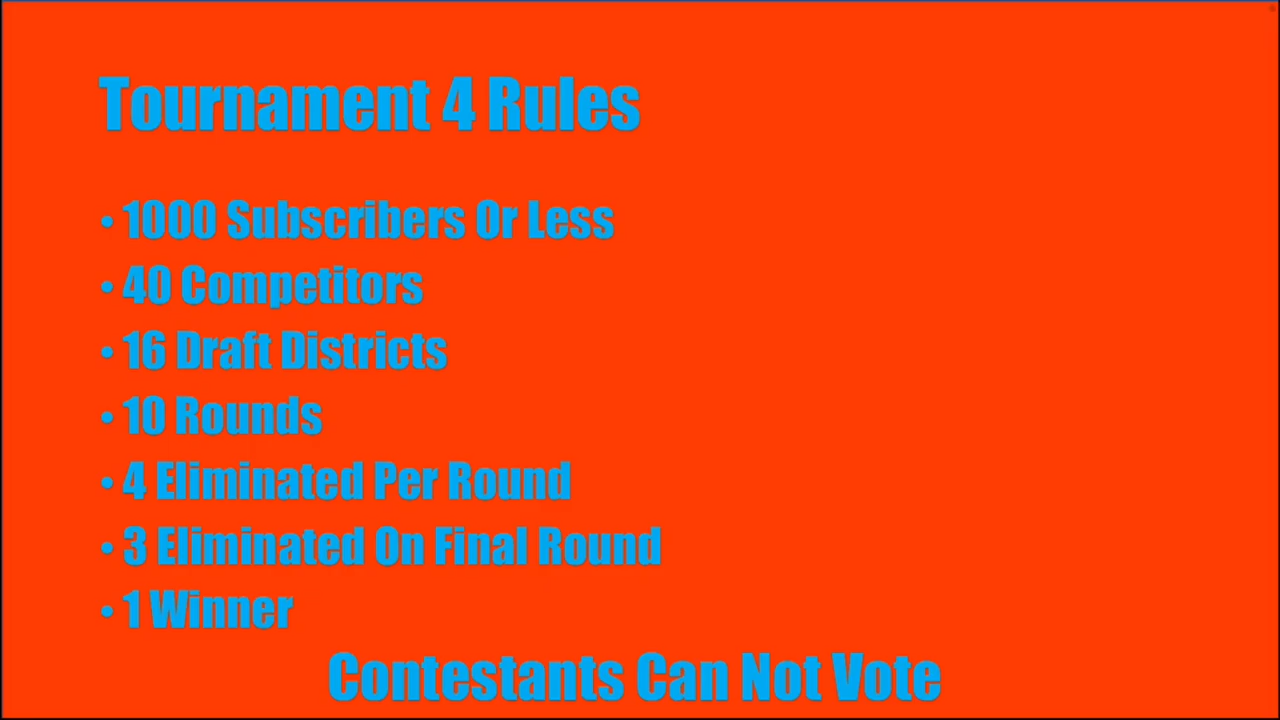 Tournament 4 Rules
• 1000 Subscribers Or Less
• 40 Competitors
• 16 Draft Districts
• 10 Rounds
• 4 Eliminated Per Round
• 3 Eliminated On Final Round
• 1 Winner
Contestants Can Not Vote